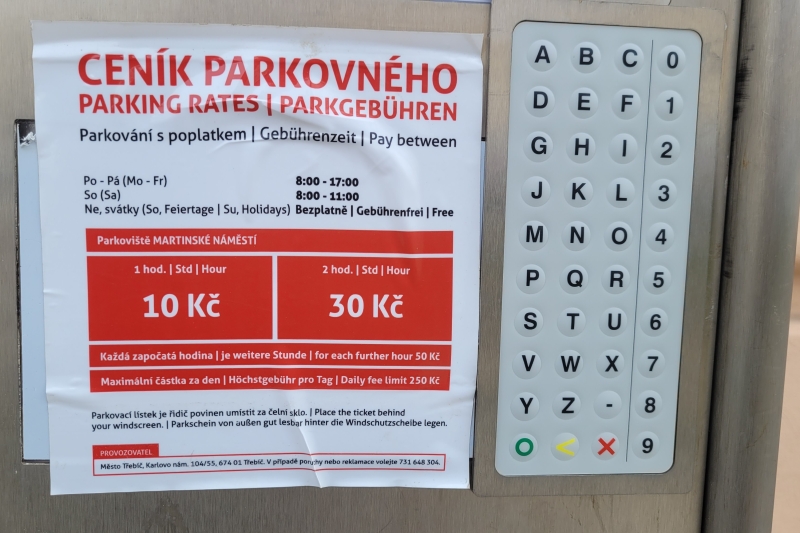 CENÍK PARKOVNÉHO
PARKING RATES | PARKGEBÜHREN
Parkování s poplatkem | Gebührenzeit | Pay between
Po - Pá (Mo - Fr) 8:00 - 17:00
So (Sa) 8:00 - 11:00
Ne, svátky (So, Feiertage | Su, Holidays) Bezplatně | Gebührenfrei | Free
Parkoviště MARTINSKÉ NÁMĚSTÍ
1 hod. | Std | Hour
10 Kč
2 hod. | Std | Hour
30 Kč
Každá započatá hodina | je weitere Stunde | for each further hour 50 Kč
Maximální částka za den | Höchstgebühr pro Tag | Daily fee limit 250 Kč
Parkovací lístek je řidič povinen umístit za čelní sklo. | Place the ticket behind
your windscreen. | Parkschein von außen gut lesbar hinter die Windschutzscheibe legen.
PROVOZOVATEL
Město Třebíč, Karlovo nám. 104/55, 674 01 Třebíč. V případě poruchy nebo reklamace volejte 731 648 304.
A B C 0
D E F 1
G H I 2
J K L 3
M N O 4
P Q R 5
S T U 6
V W X 7
Y Z - 8
O < X 9